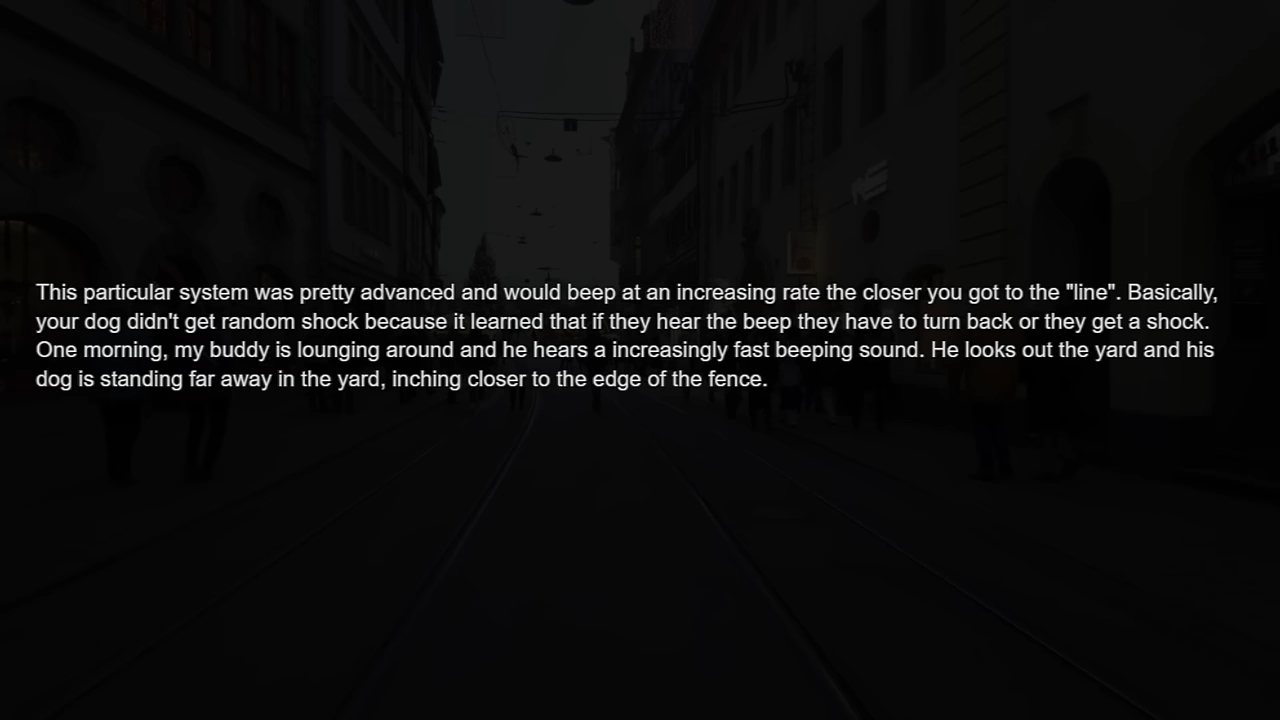 This particular system was pretty advanced and would beep at an increasing rate the closer you got to the "line". Basically,
your dog didn't get random shock because it learned that if they hear the beep they have to turn back or they get a shock.
One morning, my buddy is lounging around and he hears a increasingly fast beeping sound. He looks out the yard and his
dog is standing far away in the yard, inching closer to the edge of the fence.